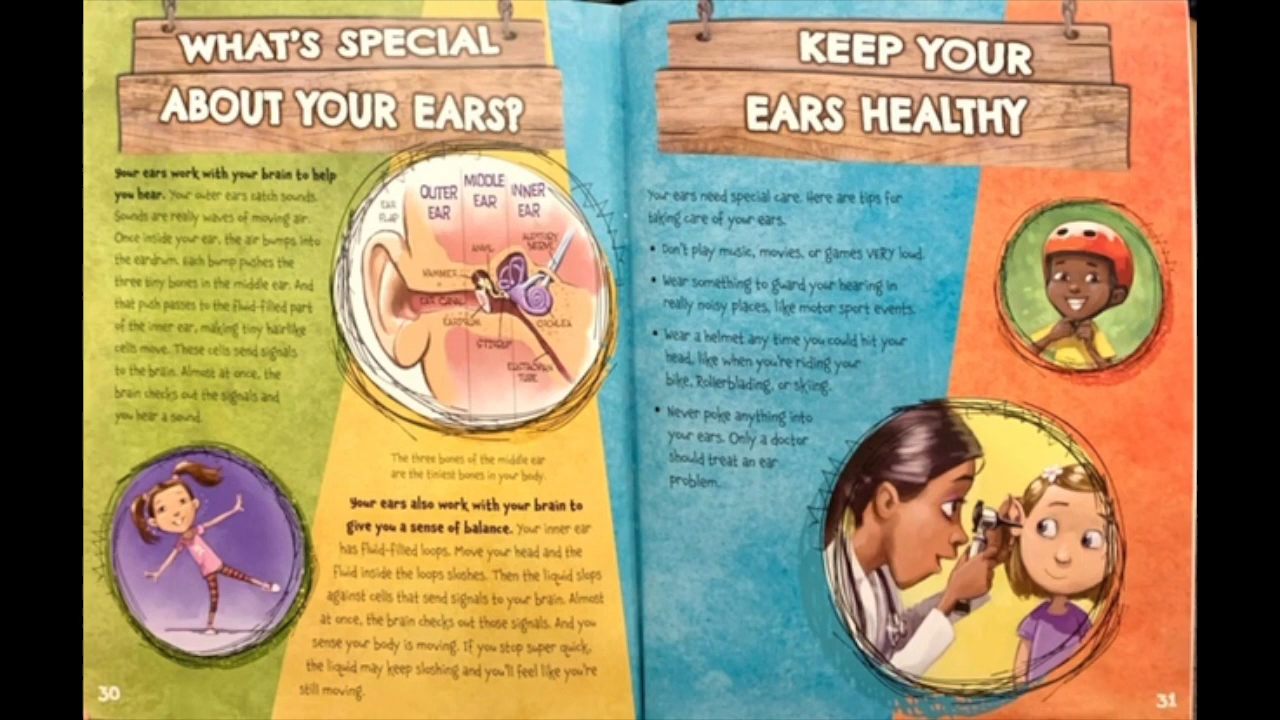 WHAT'S SPECIAL
ABOUT YOUR EARS?
Your ears work with your brain to help
you hear. Your outer ears catch sounds.
Sounds are really waves of moving air.
Once inside your ear, the air bumps into
the eardrum. Each bump pushes the
three tiny bones in the middle ear. And
that push passes to the fluid-filled part
of the inner ear, making tiny hairlike
cells move. These cells send signals
to the brain. Almost at once, the
brain checks out the signals and
you hear a sound.
EAR
FLAP
OUTER
EAR
MIDDLE
EAR
INNER
EAR
AUDITORY
NERVE
ANVIL
HAMMER
EAR CANAL
EARDRUM
COCHLEA
STIRRUP
EUSTACHIAN
TUBE
The three bones of the middle ear
are the tiniest bones in your body.
Your ears also work with your brain to
give you a sense of balance. Your inner ear
has fluid-filled loops. Move your head and the
fluid inside the loops sloshes. Then the liquid slops
against cells that send signals to your brain. Almost
at once, the brain checks out those signals. And you
sense your body is moving. If you stop super quick,
the liquid may keep sloshing and you'll feel like you're
still moving.
30
KEEP YOUR
EARS HEALTHY
Your ears need special care. Here are tips for
taking care of your ears.
• Don't play music, movies, or games VERY loud.
• Wear something to guard your hearing in
really noisy places, like motor sport events.
• Wear a helmet any time you could hit your
head, like when you're riding your
bike, Rollerblading, or skiing.
• Never poke anything into
your ears. Only a doctor
should treat an ear
problem.
31